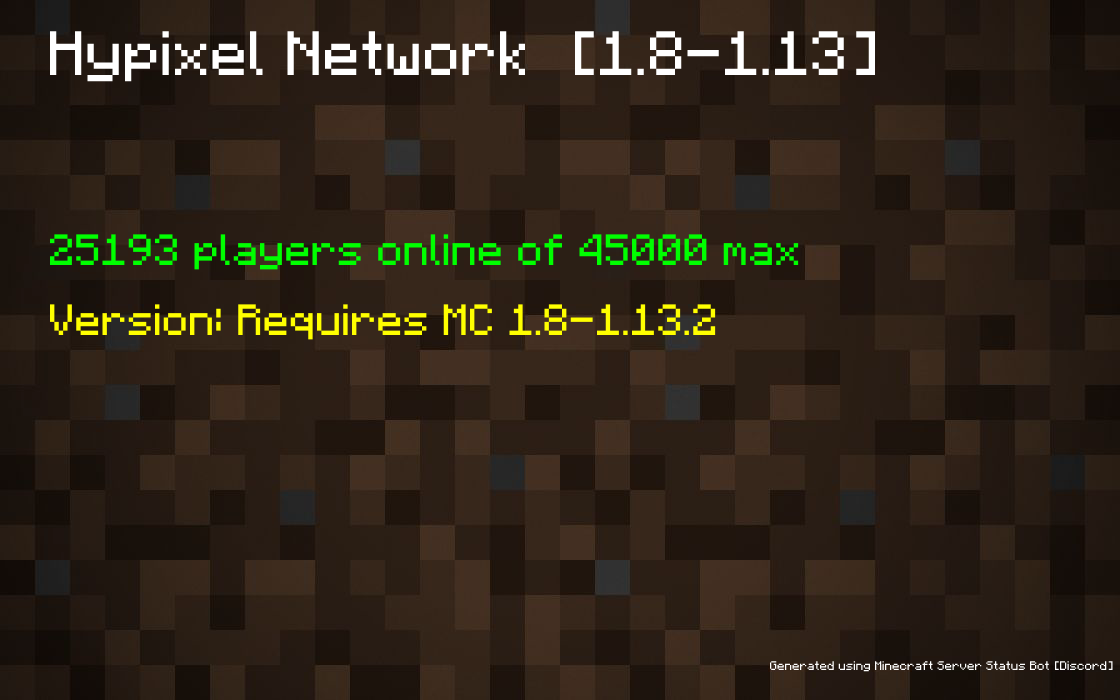 Hypixel Network [1.8-1.13]
25193 players online of 45000 max
Version: Requires MC 1.8-1.13.2
Generated using Minecraft Server Status Bot [Discord]